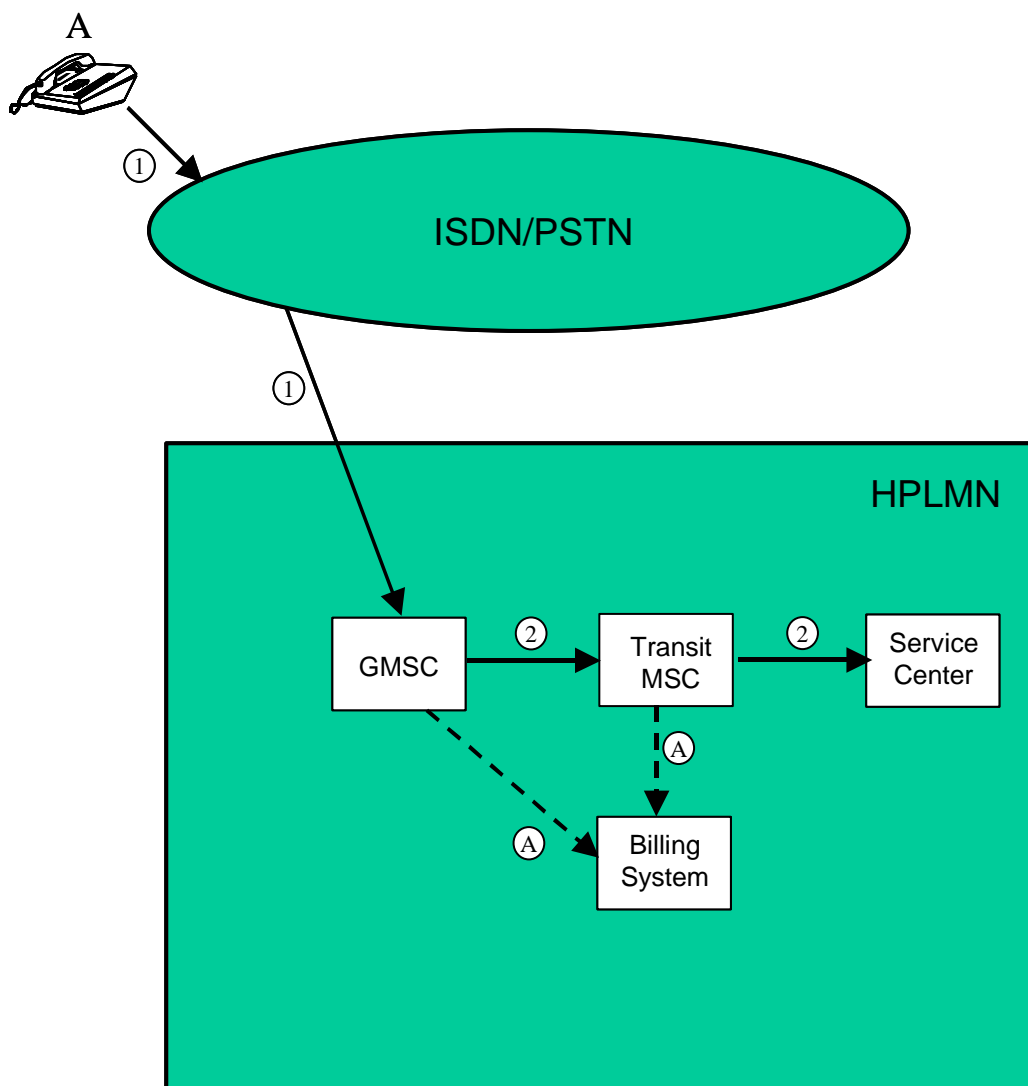 A
1
ISDN/PSTN
1
HPLMN
GMSC
2
Transit
MSC
2
Service
Center
A
A
Billing
System